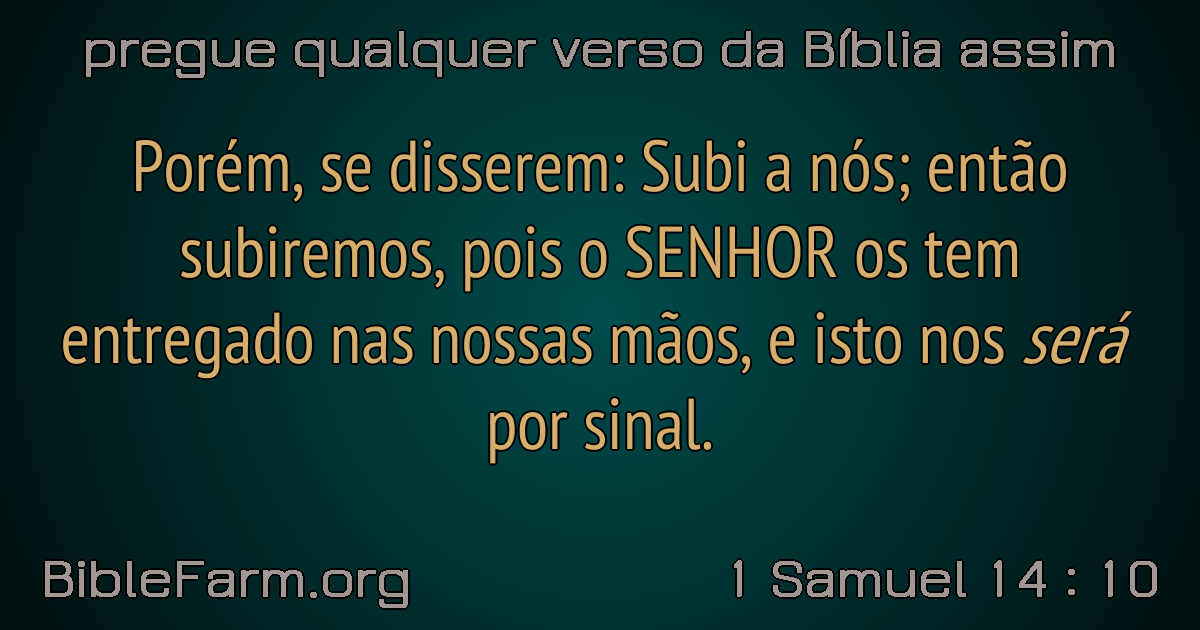 pregue qualquer verso da Bíblia assim
Porém, se disserem: Subi a nós; então
subiremos, pois o SENHOR os tem
entregado nas nossas mãos, e isto nos será
por sinal.
BibleFarm.org
1 Samuel 14 : 10